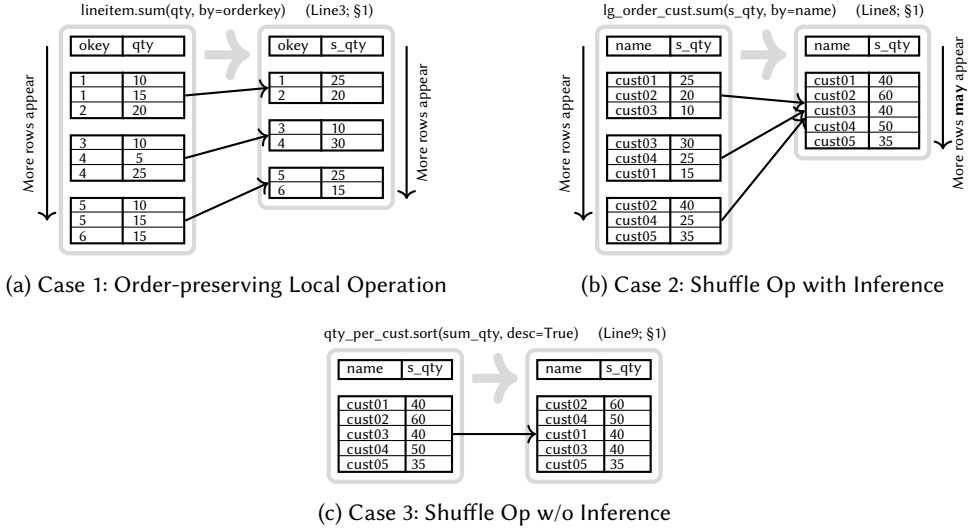 lineitem.sum(qty, by=orderkey) (Line3; §1)
okey qty
1 10
1 15
2 20
3 10
4 5
4 25
5 10
5 15
6 15
okey s_qty
1 25
2 20
3 10
4 30
5 25
6 15
More rows appear
More rows appear
(a) Case 1: Order-preserving Local Operation
lg_order_cust.sum(s_qty, by=name) (Line8; §1)
name s_qty
cust01 25
cust02 20
cust03 10
cust03 30
cust04 25
cust01 15
cust02 40
cust04 25
cust05 35
name s_qty
cust01 40
cust02 60
cust03 40
cust04 50
cust05 35
More rows appear
More rows may appear
(b) Case 2: Shuffle Op with Inference
qty_per_cust.sort(sum_qty, desc=True) (Line9; §1)
name s_qty
cust01 40
cust02 60
cust03 40
cust04 50
cust05 35
name s_qty
cust02 60
cust04 50
cust01 40
cust03 40
cust05 35
(c) Case 3: Shuffle Op w/o Inference